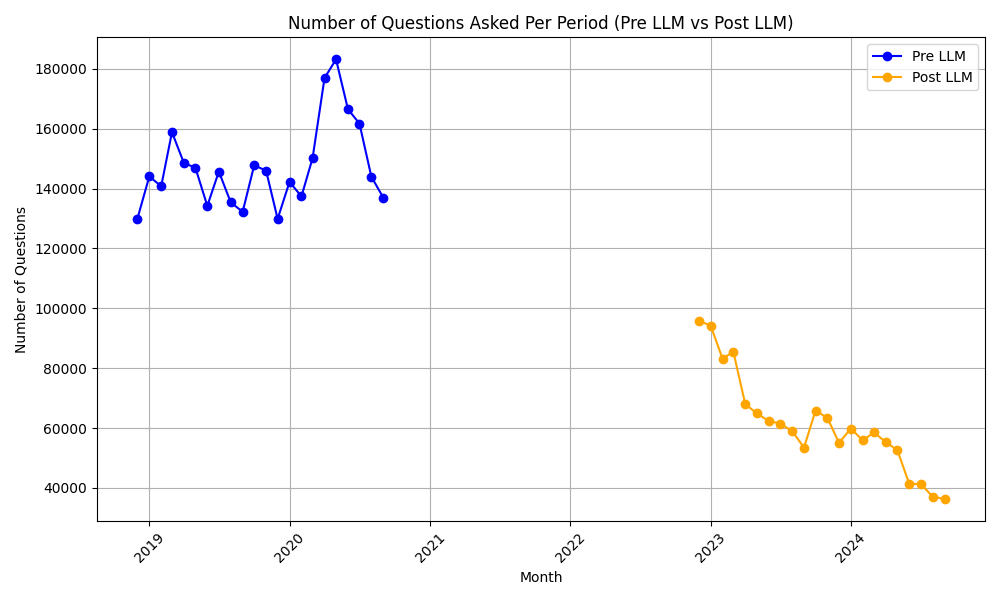 Number of Questions Asked Per Period (Pre LLM vs Post LLM)
Pre LLM
Post LLM
180000
160000
140000
120000
100000
80000
60000
40000
Number of Questions
2019
2020
2021
2022
2023
2024
Month